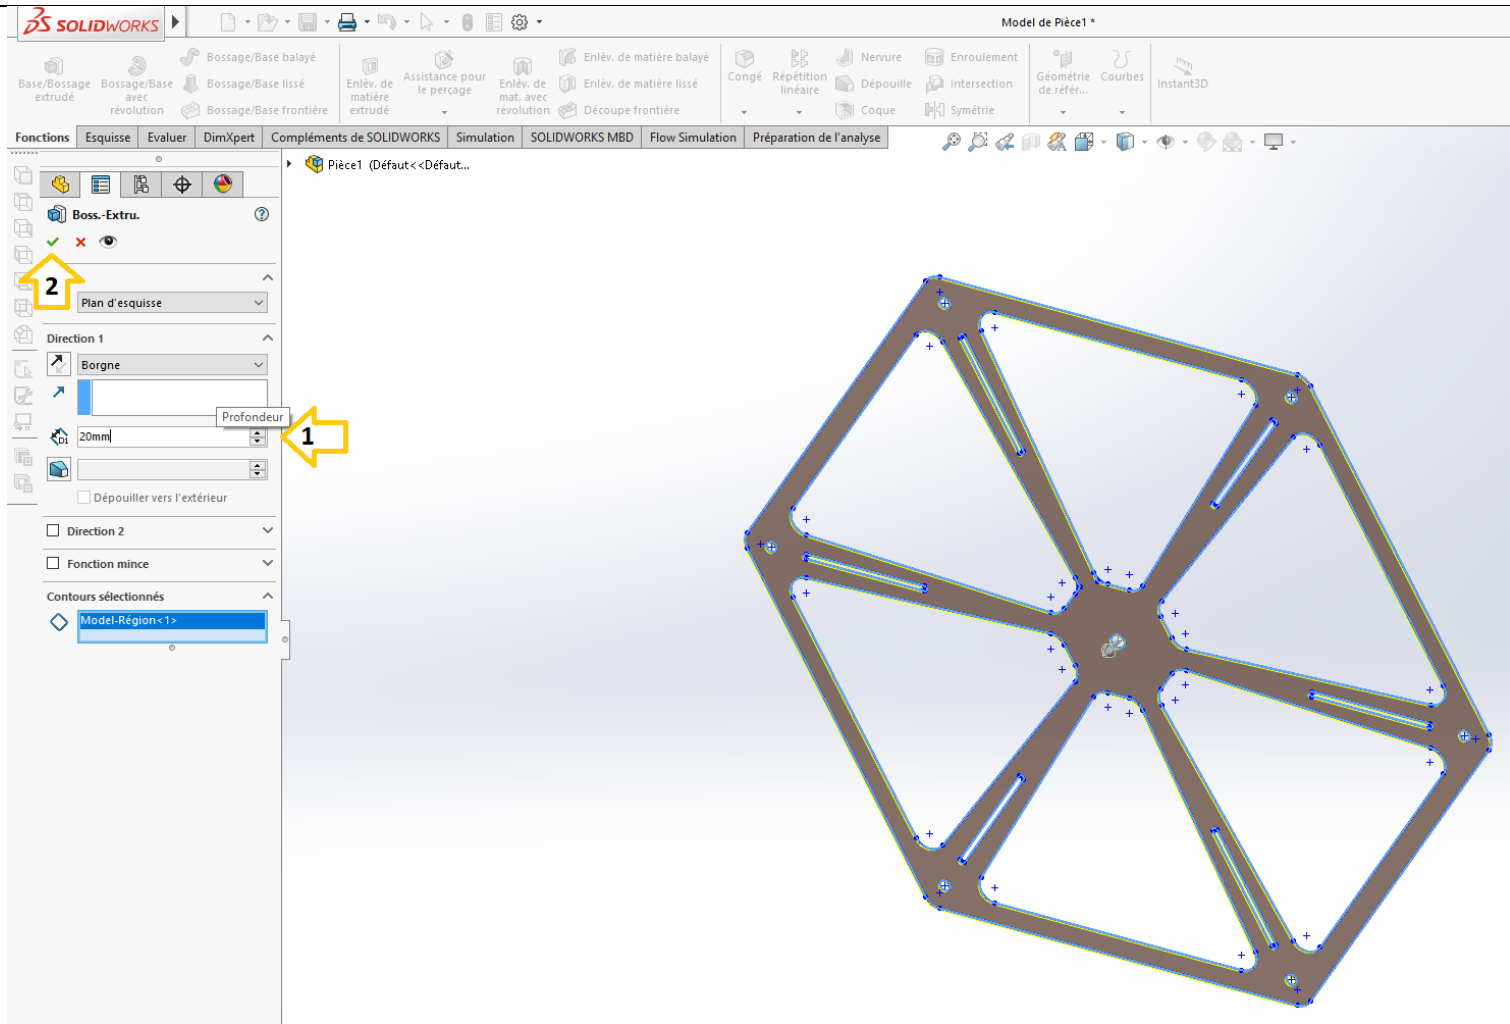 SOLIDWORKS
Model de Pièce1 *
Base/Bossage extrudé
Bossage/Base avec révolution
Bossage/Base balayé
Bossage/Base lissé
Bossage/Base frontière
Enlèv. de matière extrudé
Assistance pour le perçage
Enlèv. de mat. avec révolution
Enlèv. de matière balayé
Enlèv. de matière lissé
Découpe frontière
Congé
Répétition linéaire
Nervure
Dépouille
Coque
Enroulement
Intersection
Symétrie
Géométrie de référ...
Courbes
Instant3D
Fonctions
Esquisse
Evaluer
DimXpert
Compléments de SOLIDWORKS
Simulation
SOLIDWORKS MBD
Flow Simulation
Préparation de l'analyse
Pièce1 (Défaut<<Défaut...
Boss.-Extru.
2
Plan d'esquisse
Direction 1
Borgne
Profondeur
D1
20mm
1
Dépouiller vers l'extérieur
Direction 2
Fonction mince
Contours sélectionnés
Model-Région<1>